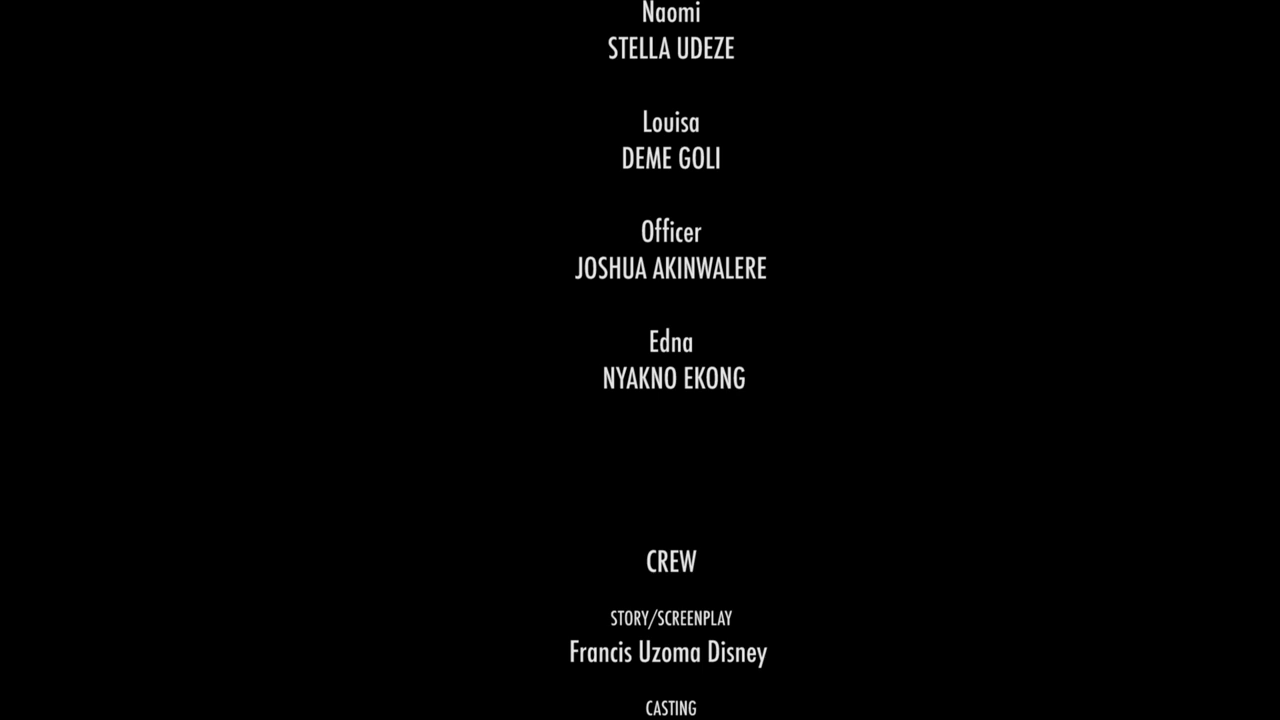 Naomi
STELLA UDEZE
Louisa
DEME GOLI
Officer
JOSHUA AKINWALERE
Edna
NYAKNO EKONG
CREW
STORY/SCREENPLAY
Francis Uzoma Disney
CASTING